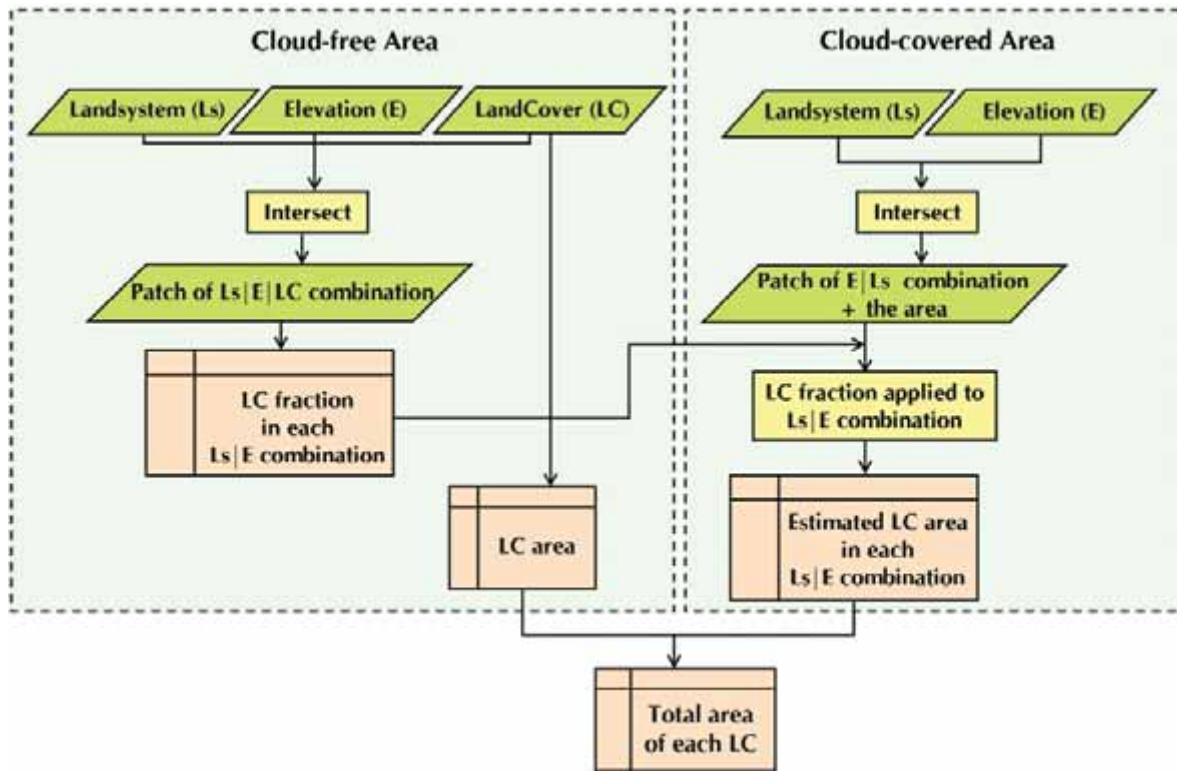 Cloud-free Area
Landsystem (Ls)
Elevation (E)
LandCover (LC)
Intersect
Patch of Ls|E|LC combination
LC fraction
in each
Ls|E combination
LC area
Cloud-covered Area
Landsystem (Ls)
Elevation (E)
Intersect
Patch of E|Ls combination
+ the area
LC fraction applied to
Ls|E combination
Estimated LC area
in each
Ls|E combination
Total area
of each LC